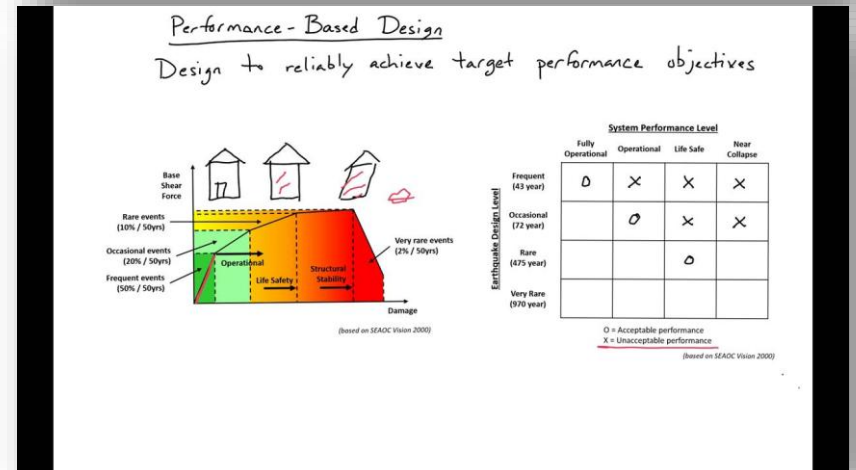 Performance-Based Design
Design to reliably achieve target performance objectives
Base
Shear
Force
Rare events
(10% / 50yrs)
Occasional events
(20% / 50yrs)
Frequent events
(50% / 50yrs)
Operational
Life Safety
Structural
Stability
Very rare events
(2% / 50yrs)
Damage
(based on SEAOC Vision 2000)
System Performance Level
Fully Operational
Operational
Life Safe
Near Collapse
Earthquake Design Level
Frequent
(43 year)
O X X X
Occasional
(72 year)
O X X
Rare
(475 year)
O
Very Rare
(970 year)
O = Acceptable performance
X = Unacceptable performance
(based on SEAOC Vision 2000)